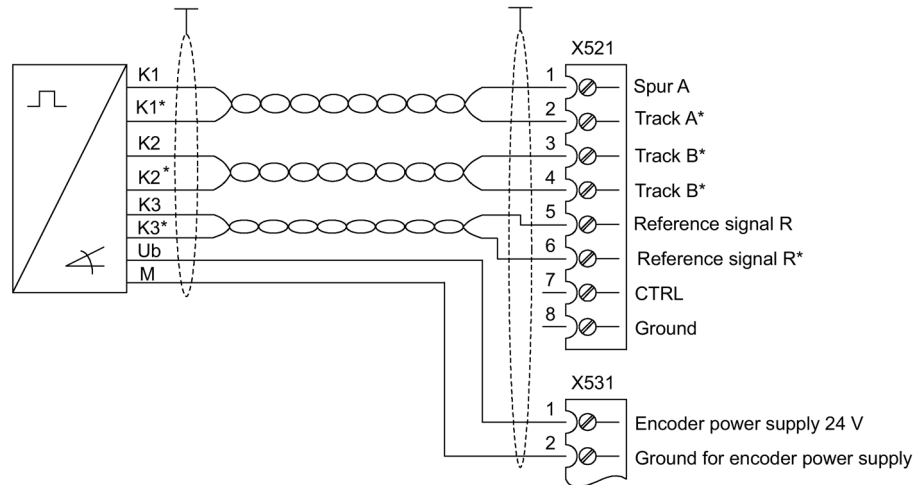 X521
K1
1
Spur A
K1*
2
Track A*
K2
3
Track B*
K2*
4
Track B*
K3
5
Reference signal R
K3*
6
Reference signal R*
Ub
M
7
CTRL
8
Ground
X531
1
Encoder power supply 24 V
2
Ground for encoder power supply